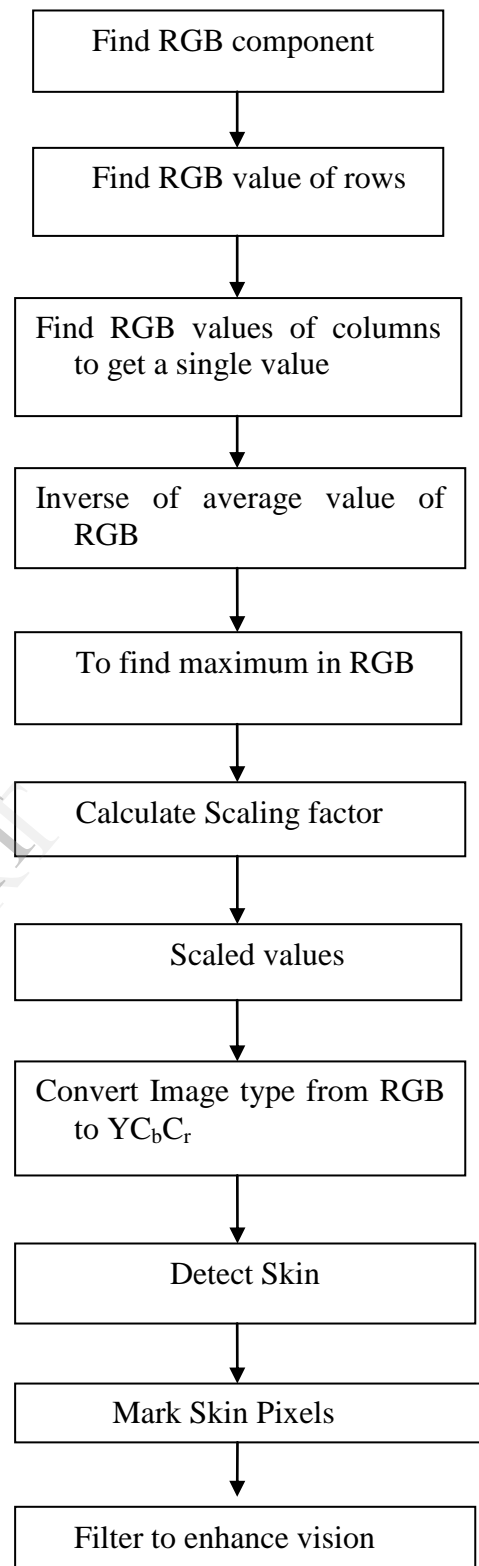 Find RGB component
Find RGB value of rows
Find RGB values of columns
to get a single value
Inverse of average value of
RGB
To find maximum in RGB
Calculate Scaling factor
Scaled values
Convert Image type from RGB
to YCbCr
Detect Skin
Mark Skin Pixels
Filter to enhance vision